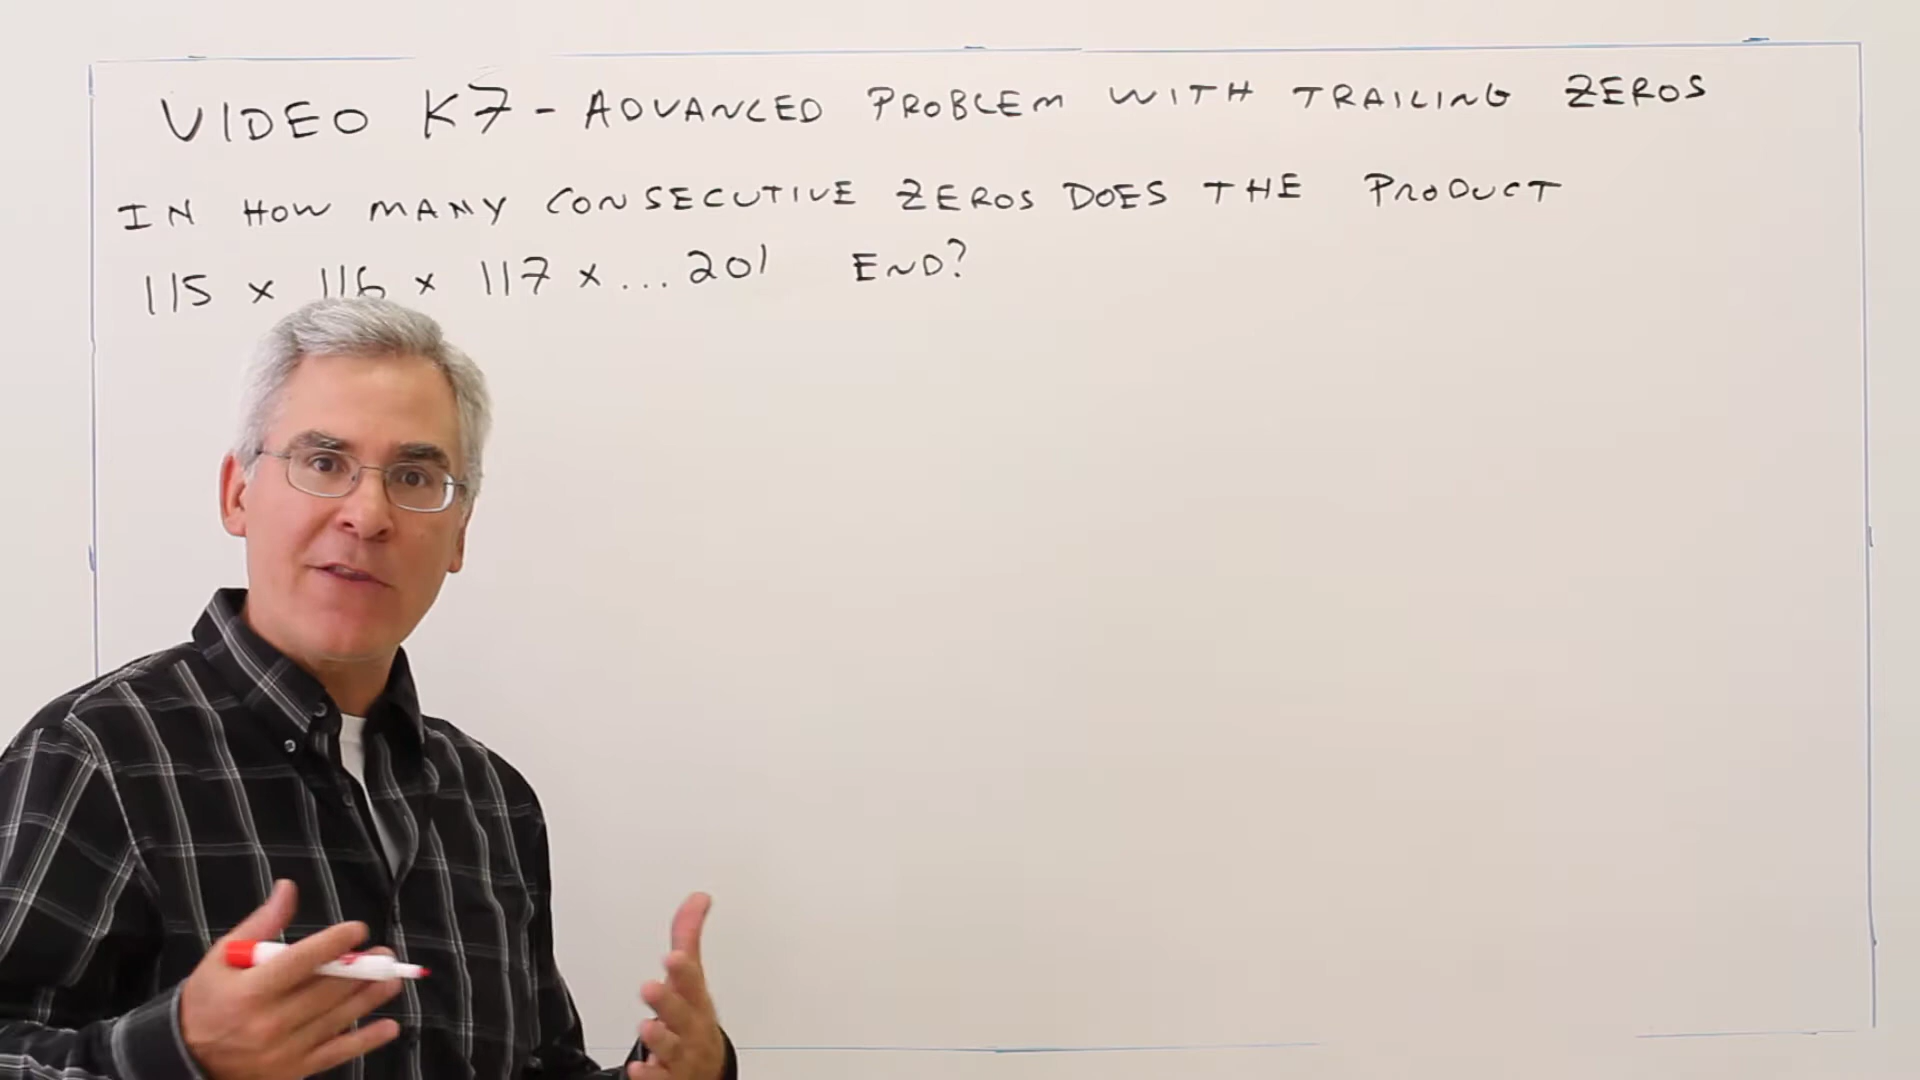 VIDEO K7 - ADVANCED PROBLEM WITH TRAILING ZEROS
IN HOW MANY CONSECUTIVE ZEROS DOES THE PRODUCT
115 x 116 x 117 x ... 201 END?